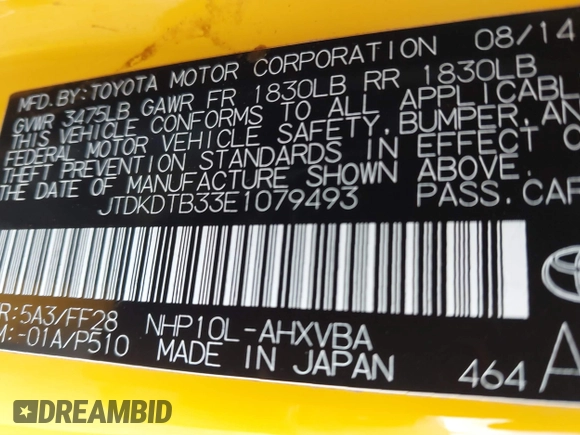 MFD.BY:TOYOTA MOTOR CORPORATION 08/14
GVWR 3475LB GAWR FR 1830LB RR 1830LB
THIS VEHICLE CONFORMS TO ALL APPLICABL
FEDERAL MOTOR VEHICLE SAFETY, BUMPER, AN
THEFT PREVENTION STANDARDS IN EFFECT O
THE DATE OF MANUFACTURE SHOWN ABOVE.
JTDKDTB33E1079493 PASS.CAR
R:5A3/FF28 NHP10L-AHXVBA
M:-01A/P510 MADE IN JAPAN 464 A
DREAMBID